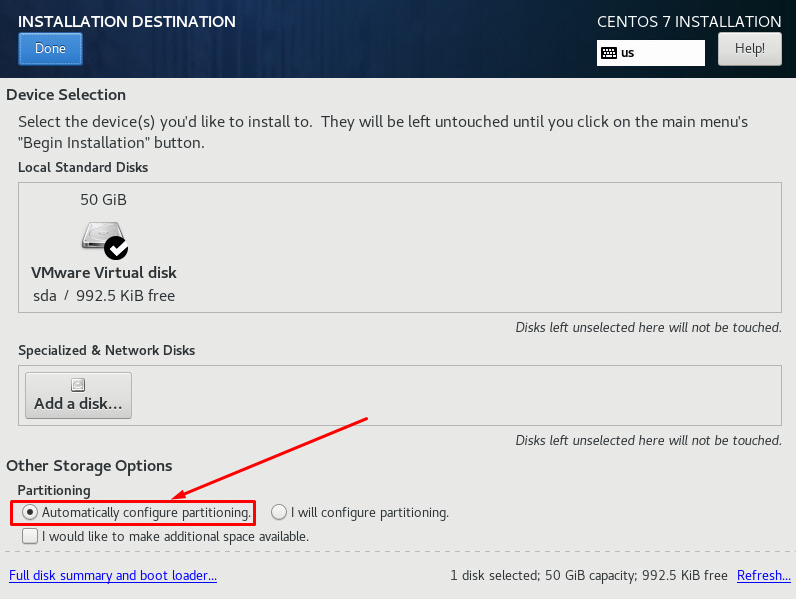 INSTALLATION DESTINATION
CENTOS 7 INSTALLATION
Done
us
Help!
Device Selection
Select the device(s) you'd like to install to. They will be left untouched until you click on the main menu's
"Begin Installation" button.
Local Standard Disks
50 GiB
VMware Virtual disk
sda / 992.5 KiB free
Disks left unselected here will not be touched.
Specialized & Network Disks
Add a disk...
Disks left unselected here will not be touched.
Other Storage Options
Partitioning
Automatically configure partitioning. I will configure partitioning.
I would like to make additional space available.
Full disk summary and boot loader... 1 disk selected; 50 GiB capacity; 992.5 KiB free Refresh...